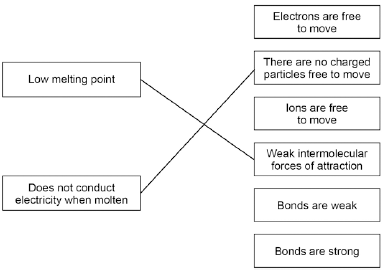 Low melting point
Does not conduct
electricity when molten
Electrons are free
to move
There are no charged
particles free to move
Ions are free
to move
Weak intermolecular
forces of attraction
Bonds are weak
Bonds are strong